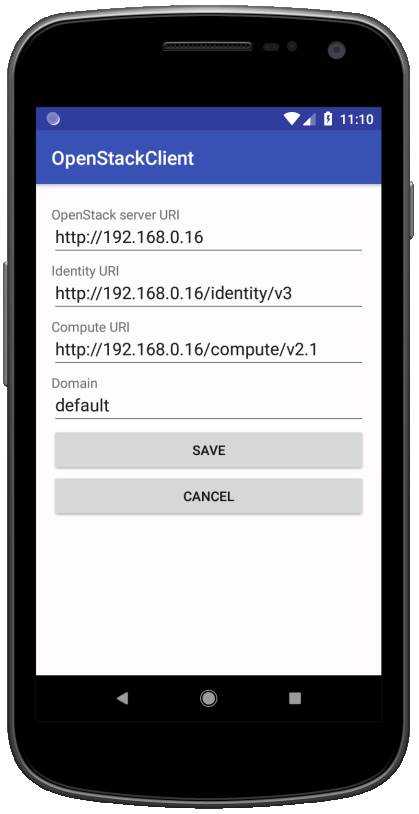 11:10
OpenStackClient
OpenStack server URI
http://192.168.0.16
Identity URI
http://192.168.0.16/identity/v3
Compute URI
http://192.168.0.16/compute/v2.1
Domain
default
SAVE
CANCEL